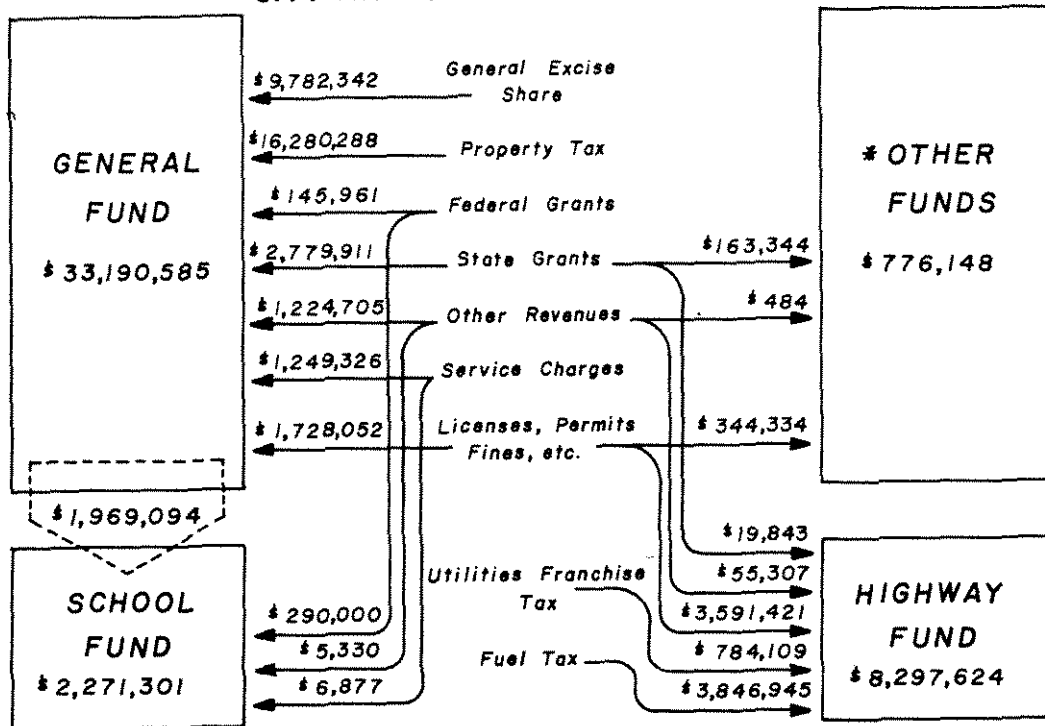 GENERAL
FUND
$33,190,585
$9,782,342
General Excise
Share
$16,280,288
Property Tax
$145,961
Federal Grants
$2,779,911
State Grants
$163,344
$1,224,705
Other Revenues
$484
$1,249,326
Service Charges
$1,728,052
Licenses, Permits
Fines, etc.
$344,334
* OTHER
FUNDS
$776,148
$1,969,094
SCHOOL
FUND
$2,271,301
$290,000
$5,330
$6,877
Utilities Franchise
Tax
Fuel Tax
$19,843
$55,307
$3,591,421
$784,109
$3,846,945
HIGHWAY
FUND
$8,297,624